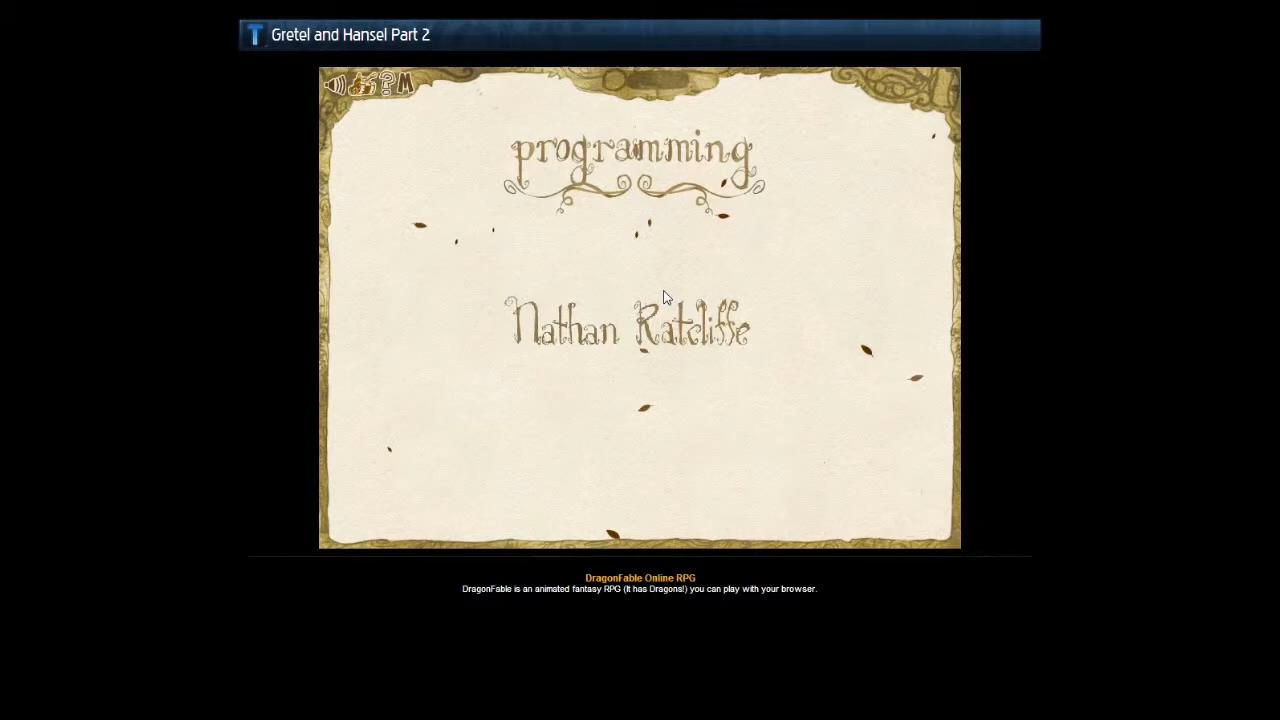 T Gretel and Hansel Part 2
M
programming
Nathan Ratcliffe
DragonFable Online RPG
DragonFable is an animated fantasy RPG (It has Dragons!) you can play with your browser.